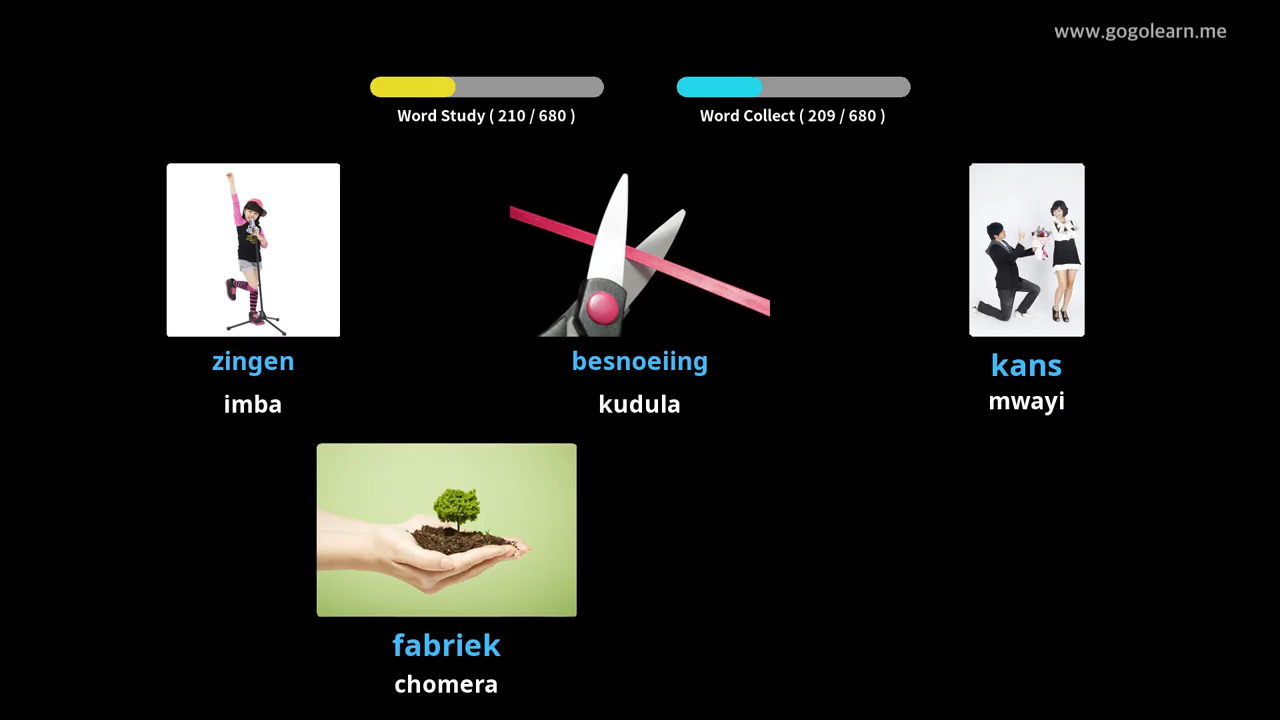 www.gogolearn.me
Word Study ( 210 / 680 )
Word Collect ( 209 / 680 )
zingen
imba
besnoeiing
kudula
kans
mwayi
fabriek
chomera